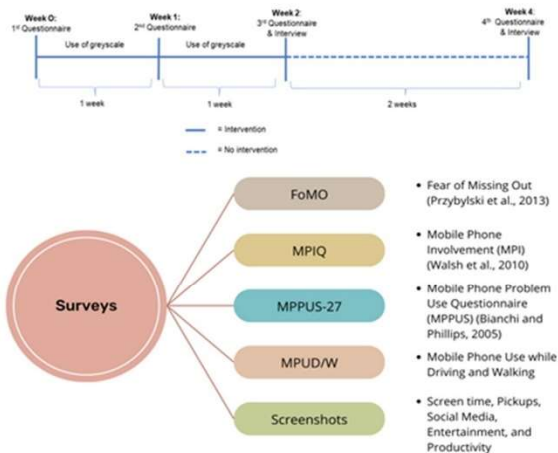 Week 0:
1st Questionnaire
Week 1:
2nd Questionnaire
Week 2:
3rd Questionnaire
& Interview
Week 4:
4th Questionnaire
& Interview
Use of greyscale
Use of greyscale
1 week
1 week
2 weeks
= Intervention
= No intervention
Surveys
FoMO
• Fear of Missing Out
(Przybylski et al., 2013)
MPIQ
• Mobile Phone
Involvement (MPI)
(Walsh et al., 2010)
MPPUS-27
• Mobile Phone Problem
Use Questionnaire
(MPPUS) (Bianchi and
Phillips, 2005)
MPUD/W
• Mobile Phone Use while
Driving and Walking
Screenshots
• Screen time, Pickups,
Social Media,
Entertainment, and
Productivity